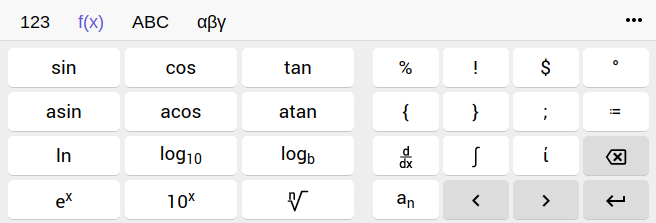 123 f(x) ABC αβγ ...
sin cos tan % ! $ °
asin acos atan { } ; :=
ln log₁₀ log_b d/dx ∫ ί
eˣ 10ˣ ⁿ√ aₙ < >